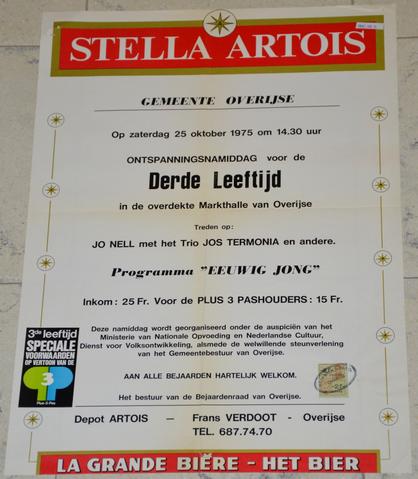 STELLA ARTOIS
GEMEENTE OVERIJSE
Op zaterdag 25 oktober 1975 om 14.30 uur
ONTSPANNINGSNAMIDDAG voor de
Derde Leeftijd
in de overdekte Markthalle van Overijse
Treden op:
JO NELL met het Trio JOS TERMONIA en andere.
Programma "EEUWIG JONG"
Inkom: 25 Fr. Voor de PLUS 3 PASHOUDERS: 15 Fr.
3de leeftijd
SPECIALE
VOORWAARDEN
OP VERTOON VAN DE
3
Plus-3-Pas
Deze namiddag wordt georganiseerd onder de auspiciën van het
Ministerie van Nationale Opvoeding en Nederlandse Cultuur,
Dienst voor Volksontwikkeling, alsmede de welwillende steunverlening
van het Gemeentebestuur van Overijse.
AAN ALLE BEJAARDEN HARTELIJK WELKOM.
Het bestuur van de Bejaardenraad van Overijse.
Depot ARTOIS — Frans VERDOOT - Overijse
TEL. 687.74.70
LA GRANDE BIÈRE - HET BIER